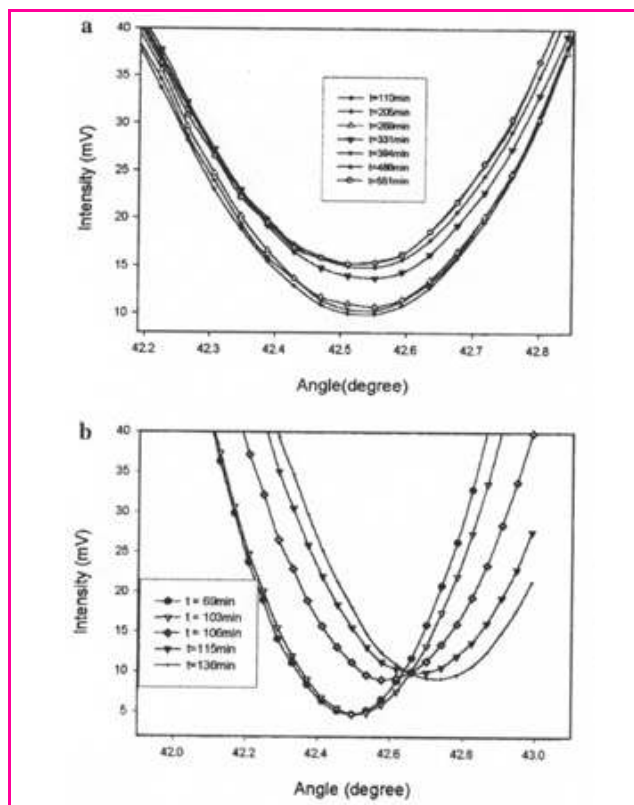 a
40
35
30
25
20
15
10
Intensity (mV)
t=110min
t=205min
t=269min
t=331min
t=394min
t=486min
t=551min
42.2 42.3 42.4 42.5 42.6 42.7 42.8
Angle(degree)
b
40
35
30
25
20
15
10
5
Intensity (mV)
t = 69min
t = 103min
t = 106min
t=115min
t=136min
42.0 42.2 42.4 42.6 42.8 43.0
Angle (degree)